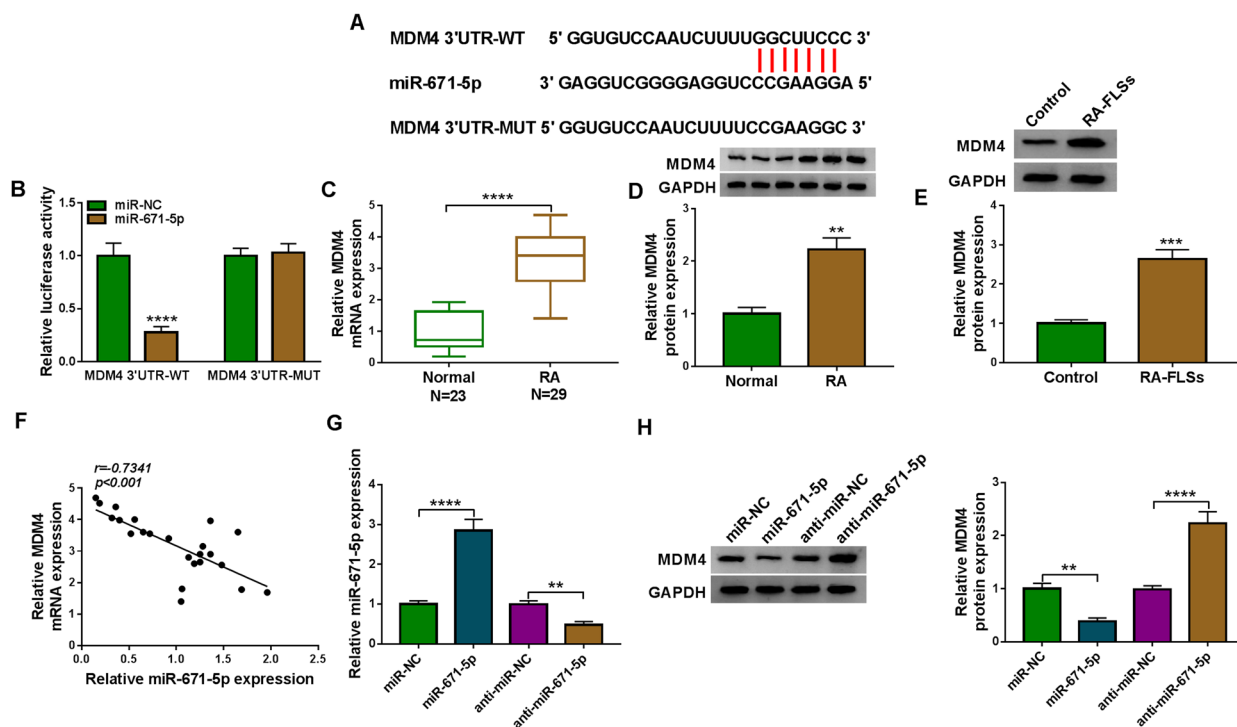 A
MDM4 3'UTR-WT 5' GGUGUCCAAUCUUUUGGCUUCCC 3'
miR-671-5p 3' GAGGUCGGGGAGGUCCCGAAGGA 5'
MDM4 3'UTR-MUT 5' GGUGUCCAAUCUUUUCCGAAGGC 3'
B
Relative luciferase activity
miR-NC
miR-671-5p
1.5
1.0
0.5
0.0
****
MDM4 3'UTR-WT MDM4 3'UTR-MUT
C
Relative MDM4
mRNA expression
5
4
3
2
1
0
****
Normal RA
N=23 N=29
D
MDM4
GAPDH
Relative MDM4
protein expression
3
2
1
0
**
Normal RA
E
Control RA-FLSs
MDM4
GAPDH
Relative MDM4
protein expression
4
3
2
1
0
***
Control RA-FLSs
F
r=-0.7341
p<0.001
Relative MDM4
mRNA expression
5
4
3
2
1
0
0.0 0.5 1.0 1.5 2.0 2.5
Relative miR-671-5p expression
G
Relative miR-671-5p expression
4
3
2
1
0
****
**
miR-NC miR-671-5p anti-miR-NC anti-miR-671-5p
H
miR-NC miR-671-5p anti-miR-NC anti-miR-671-5p
MDM4
GAPDH
Relative MDM4
protein expression
3
2
1
0
**
****
miR-NC miR-671-5p anti-miR-NC anti-miR-671-5p